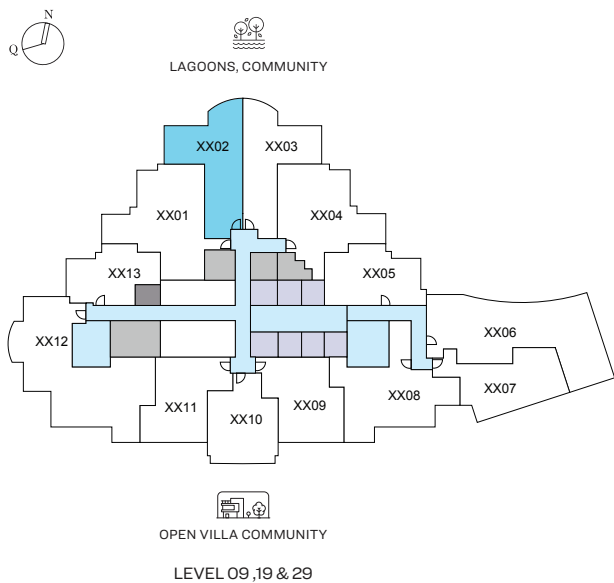 N
Q
LAGOONS, COMMUNITY
XX02
XX03
XX01
XX04
XX13
XX05
XX12
XX06
XX07
XX08
XX11
XX10
XX09
OPEN VILLA COMMUNITY
LEVEL 09 ,19 & 29